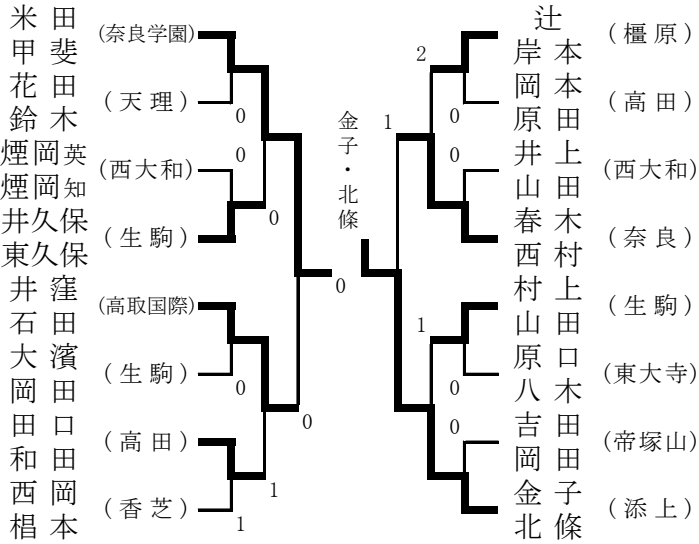 米田
甲斐
(奈良学園)
花田
鈴木
(天理)
0
煙岡英
煙岡知
(西大和)
0
井久保
東久保
(生駒)
0
井窪
石田
(高取国際)
大濱
岡田
(生駒)
0
0
田口
和田
(高田)
西岡
椙本
(香芝)
1
1
金子・北條
0
辻
岸本
(橿原)
2
岡本
原田
(高田)
0
1
井上
山田
(西大和)
0
春木
西村
(奈良)
村上
山田
(生駒)
1
原口
八木
(東大寺)
0
吉田
岡田
(帝塚山)
0
金子
北條
(添上)